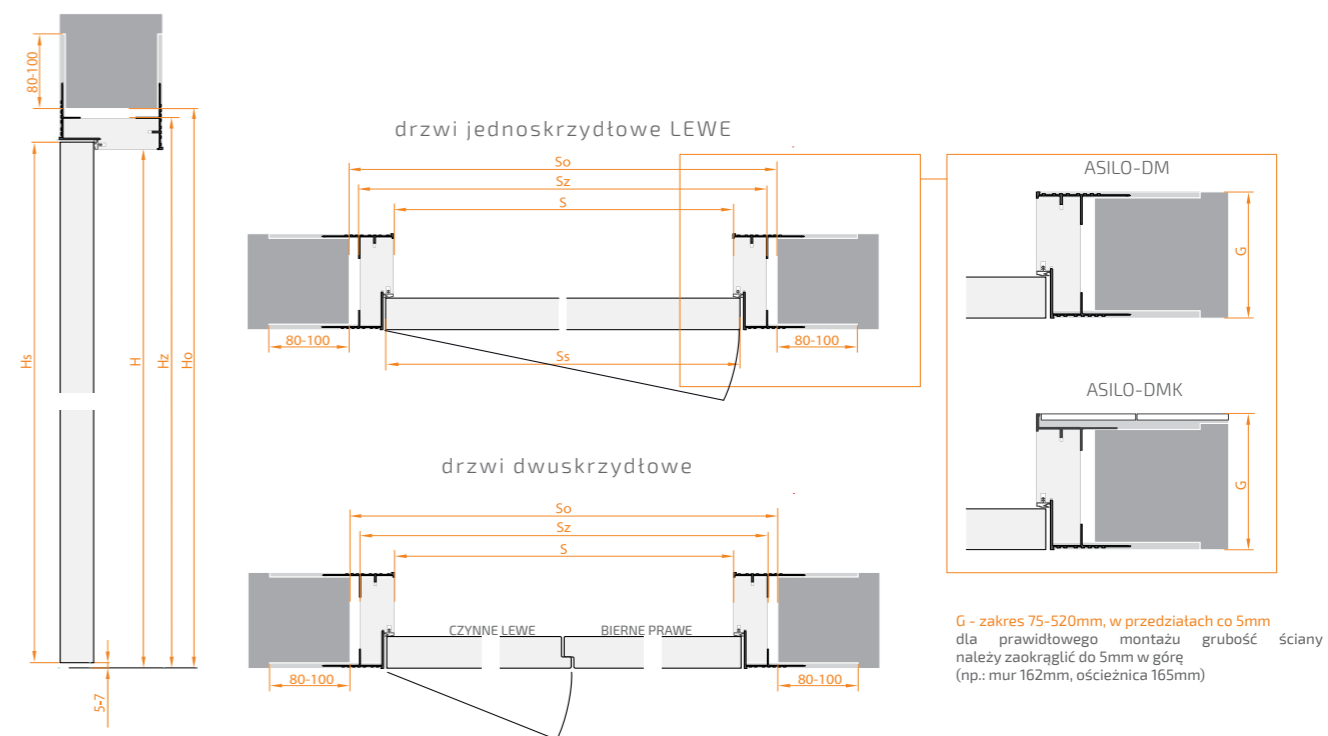 80-100
Hs
H
Hz
Ho
5-7
drzwi jednoskrzydłowe LEWE
So
Sz
S
80-100
80-100
Ss
drzwi dwuskrzydłowe
So
Sz
S
CZYNNE LEWE
BIERNE PRAWE
80-100
80-100
ASILO-DM
G
ASILO-DMK
G
G - zakres 75-520mm, w przedziałach co 5mm
dla prawidłowego montażu grubość ściany
należy zaokrąglić do 5mm w górę
(np.: mur 162mm, ościeżnica 165mm)